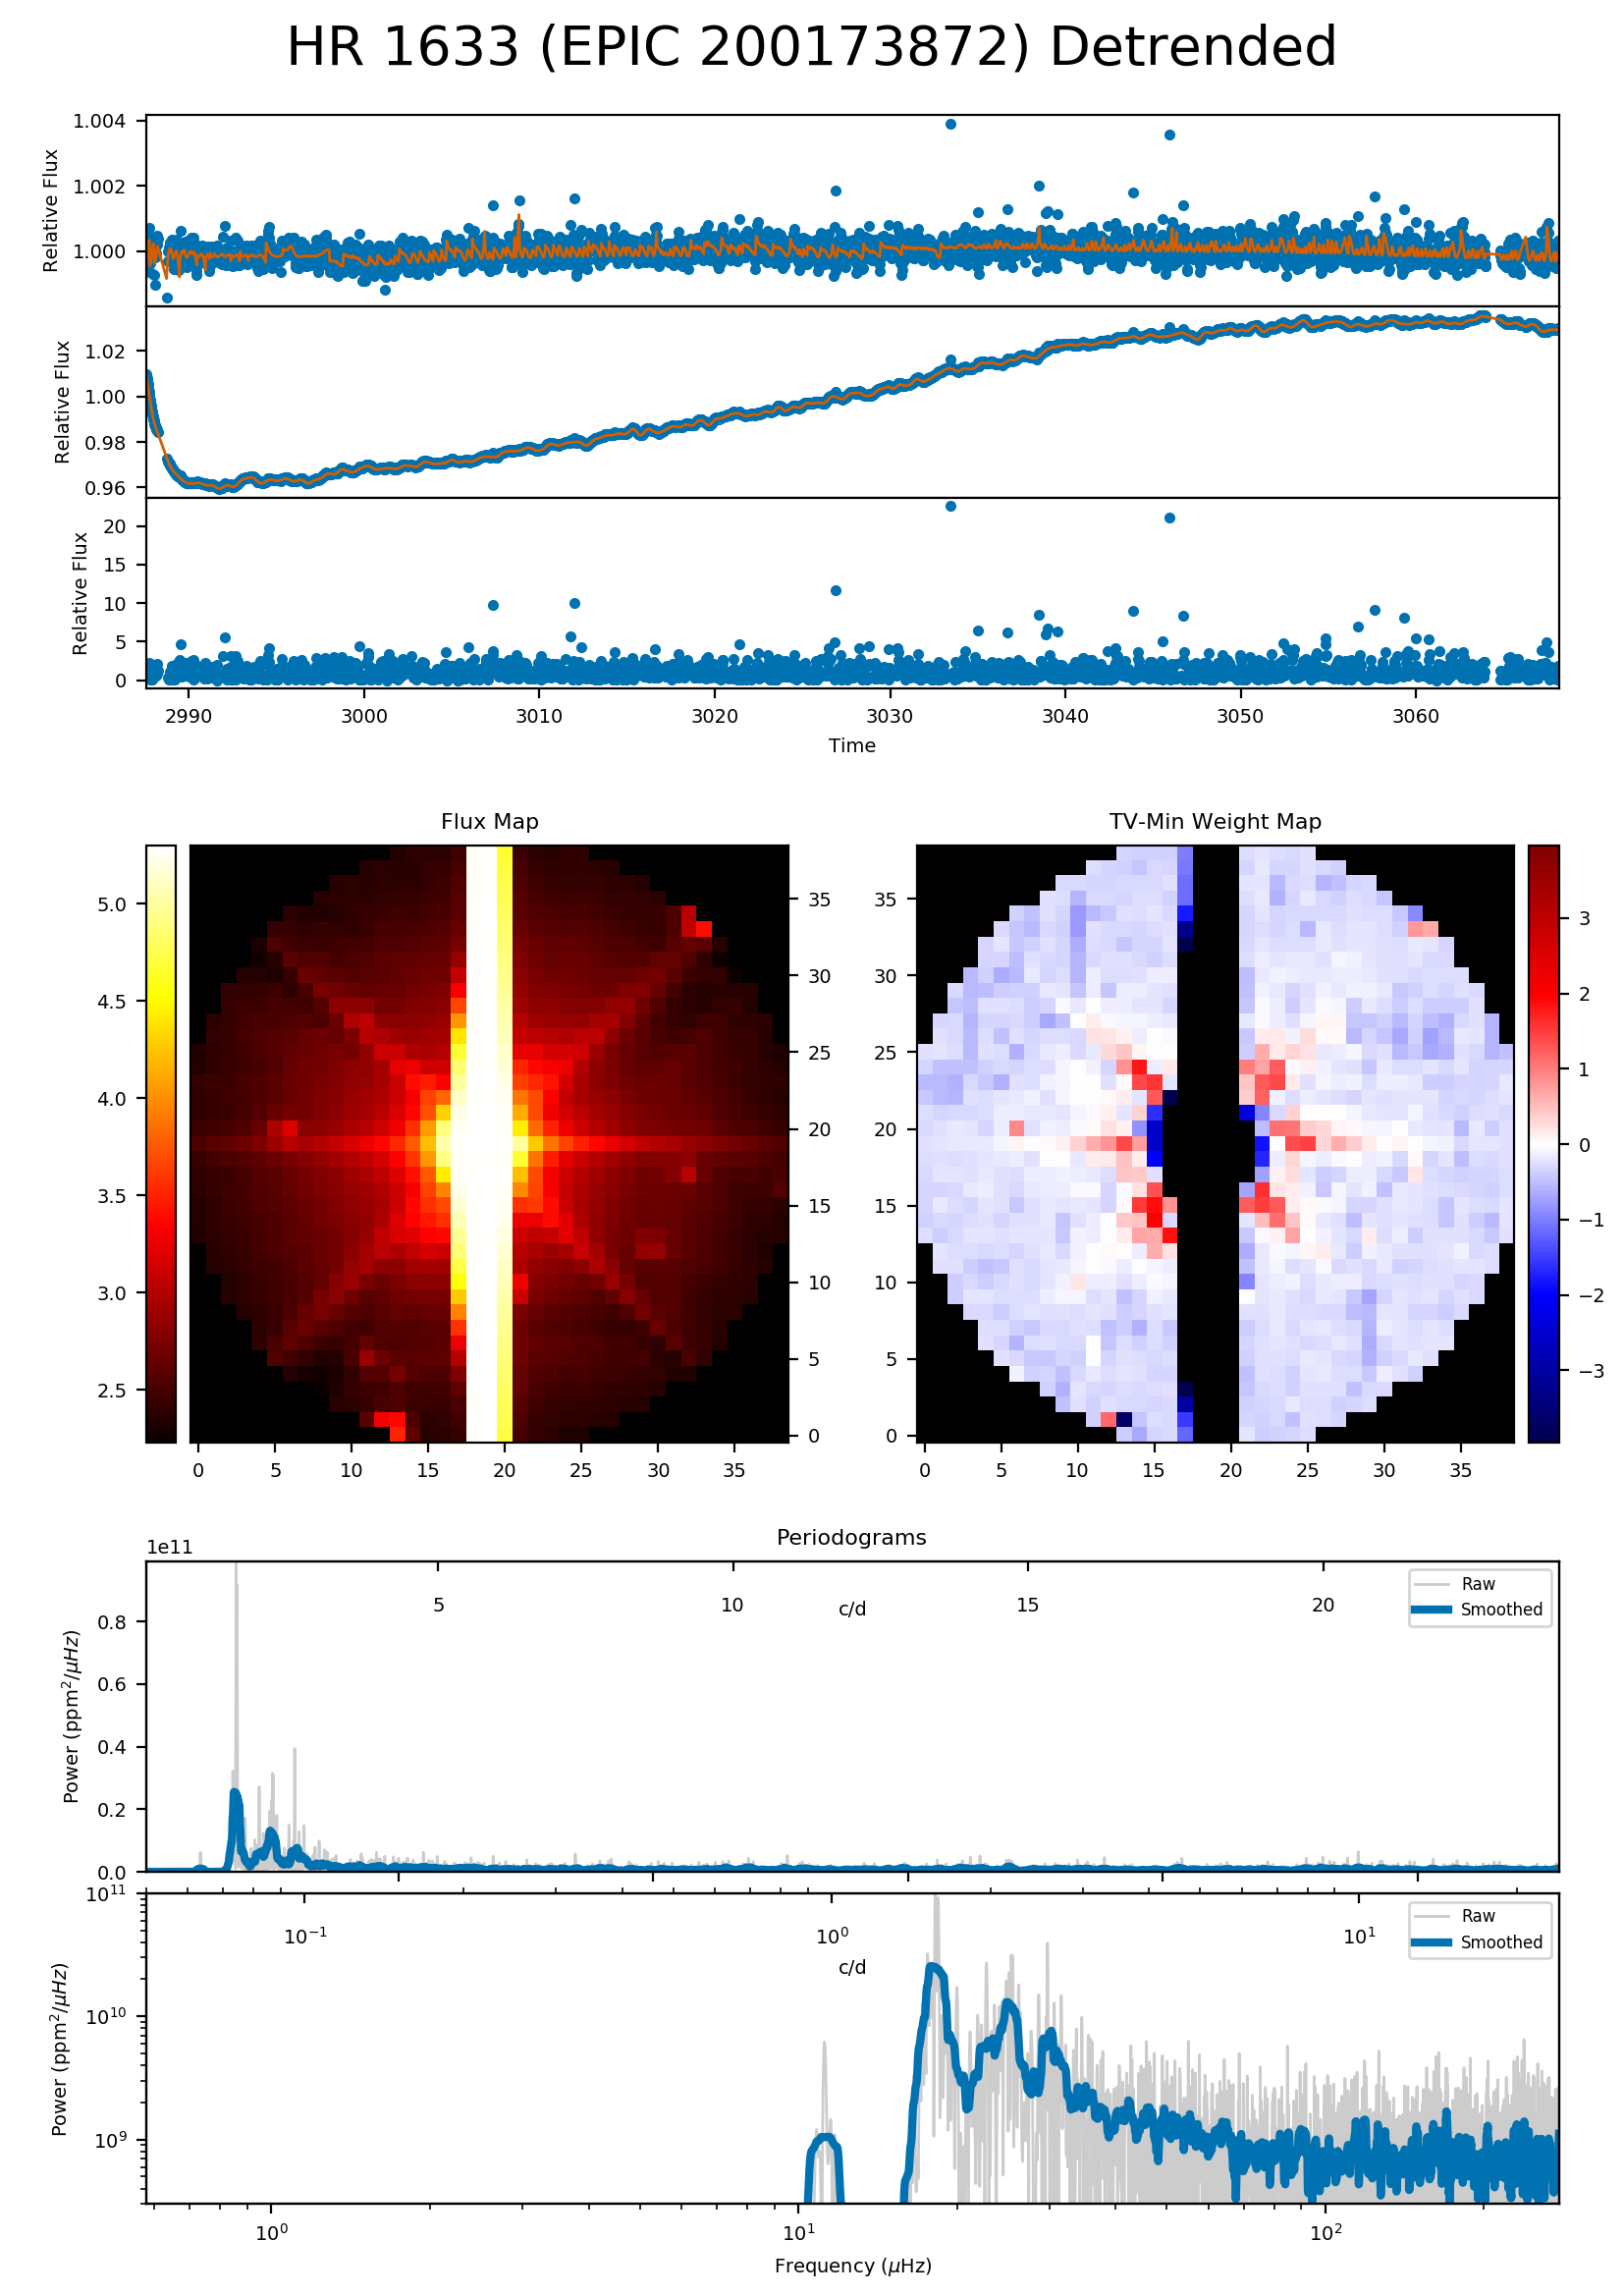 HR 1633 (EPIC 200173872) Detrended
1.004
1.002
1.000
Relative Flux
1.02
1.00
0.98
0.96
Relative Flux
20
15
10
5
0
Relative Flux
2990 3000 3010 3020 3030 3040 3050 3060
Time
Flux Map
5.0
4.5
4.0
3.5
3.0
2.5
35
30
25
20
15
10
5
0
0 5 10 15 20 25 30 35
TV-Min Weight Map
35
30
25
20
15
10
5
0
0 5 10 15 20 25 30 35
3
2
1
0
−1
−2
−3
Periodograms
1e11
0.8
0.6
0.4
0.2
0.0
Power (ppm²/μHz)
5 10 15 20
c/d
Raw
Smoothed
10¹¹
10¹⁰
10⁹
Power (ppm²/μHz)
10⁻¹ 10⁰ 10¹
c/d
Raw
Smoothed
10⁰ 10¹ 10²
Frequency (μHz)